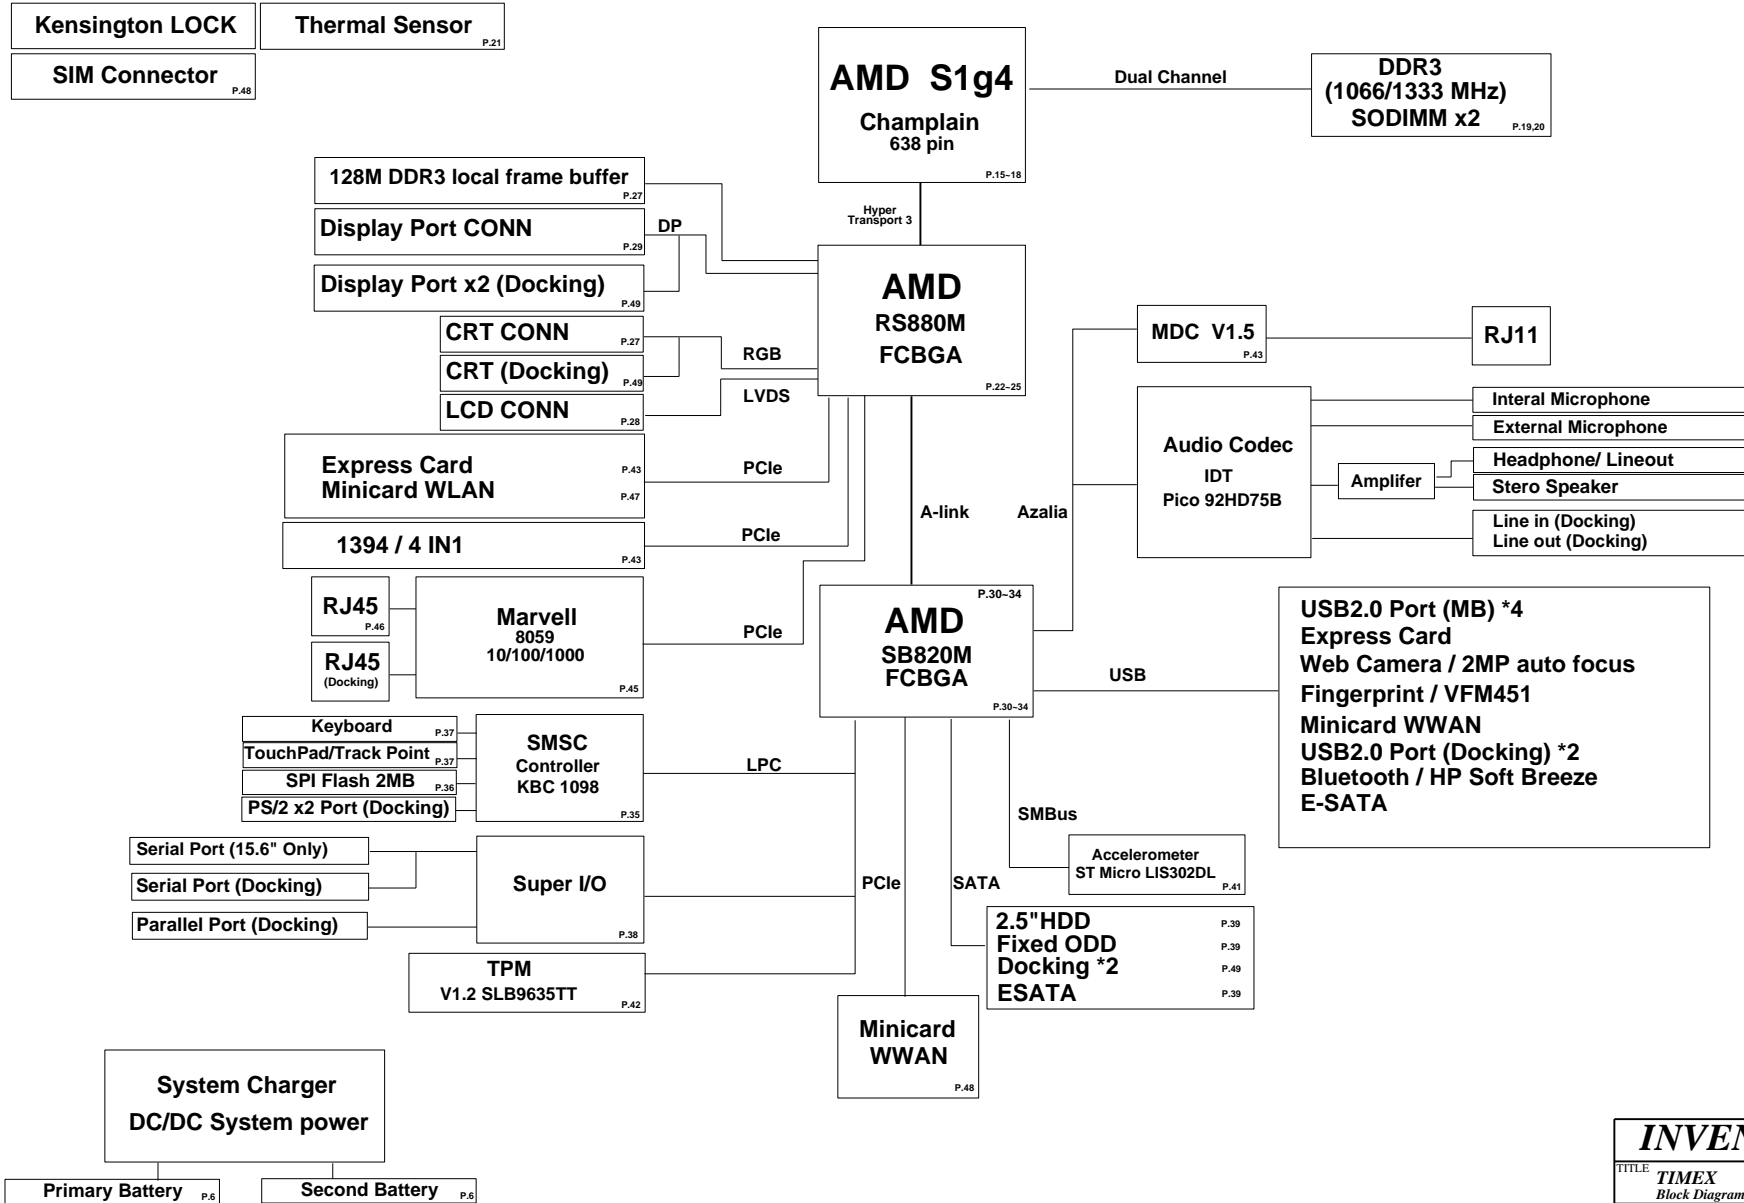 Kensington LOCK
Thermal Sensor
P.21
SIM Connector
P.48
AMD S1g4
Champlain
638 pin
P.15~18
Dual Channel
DDR3
(1066/1333 MHz)
SODIMM x2
P.19,20
Hyper
Transport 3
128M DDR3 local frame buffer
P.27
Display Port CONN
P.29
DP
Display Port x2 (Docking)
P.49
CRT CONN
P.27
CRT (Docking)
P.49
RGB
LCD CONN
P.28
LVDS
AMD
RS880M
FCBGA
P.22~25
Express Card
P.43
Minicard WLAN
P.47
PCIe
1394 / 4 IN1
P.43
PCIe
RJ45
P.46
RJ45
(Docking)
Marvell
8059
10/100/1000
P.45
PCIe
A-link
Azalia
MDC V1.5
P.43
RJ11
Audio Codec
IDT
Pico 92HD75B
Amplifer
Interal Microphone
External Microphone
Headphone/ Lineout
Stero Speaker
Line in (Docking)
Line out (Docking)
P.30~34
AMD
SB820M
FCBGA
P.30~34
USB
USB2.0 Port (MB) *4
Express Card
Web Camera / 2MP auto focus
Fingerprint / VFM451
Minicard WWAN
USB2.0 Port (Docking) *2
Bluetooth / HP Soft Breeze
E-SATA
Keyboard
P.37
TouchPad/Track Point
P.37
SPI Flash 2MB
P.36
PS/2 x2 Port (Docking)
SMSC
Controller
KBC 1098
P.35
LPC
Serial Port (15.6" Only)
Serial Port (Docking)
Parallel Port (Docking)
Super I/O
P.38
TPM
V1.2 SLB9635TT
P.42
PCIe
SATA
SMBus
Accelerometer
ST Micro LIS302DL
P.41
2.5"HDD
P.39
Fixed ODD
P.39
Docking *2
P.49
ESATA
P.39
Minicard
WWAN
P.48
System Charger
DC/DC System power
Primary Battery
P.6
Second Battery
P.6
INVEN
TITLE
TIMEX
Block Diagram